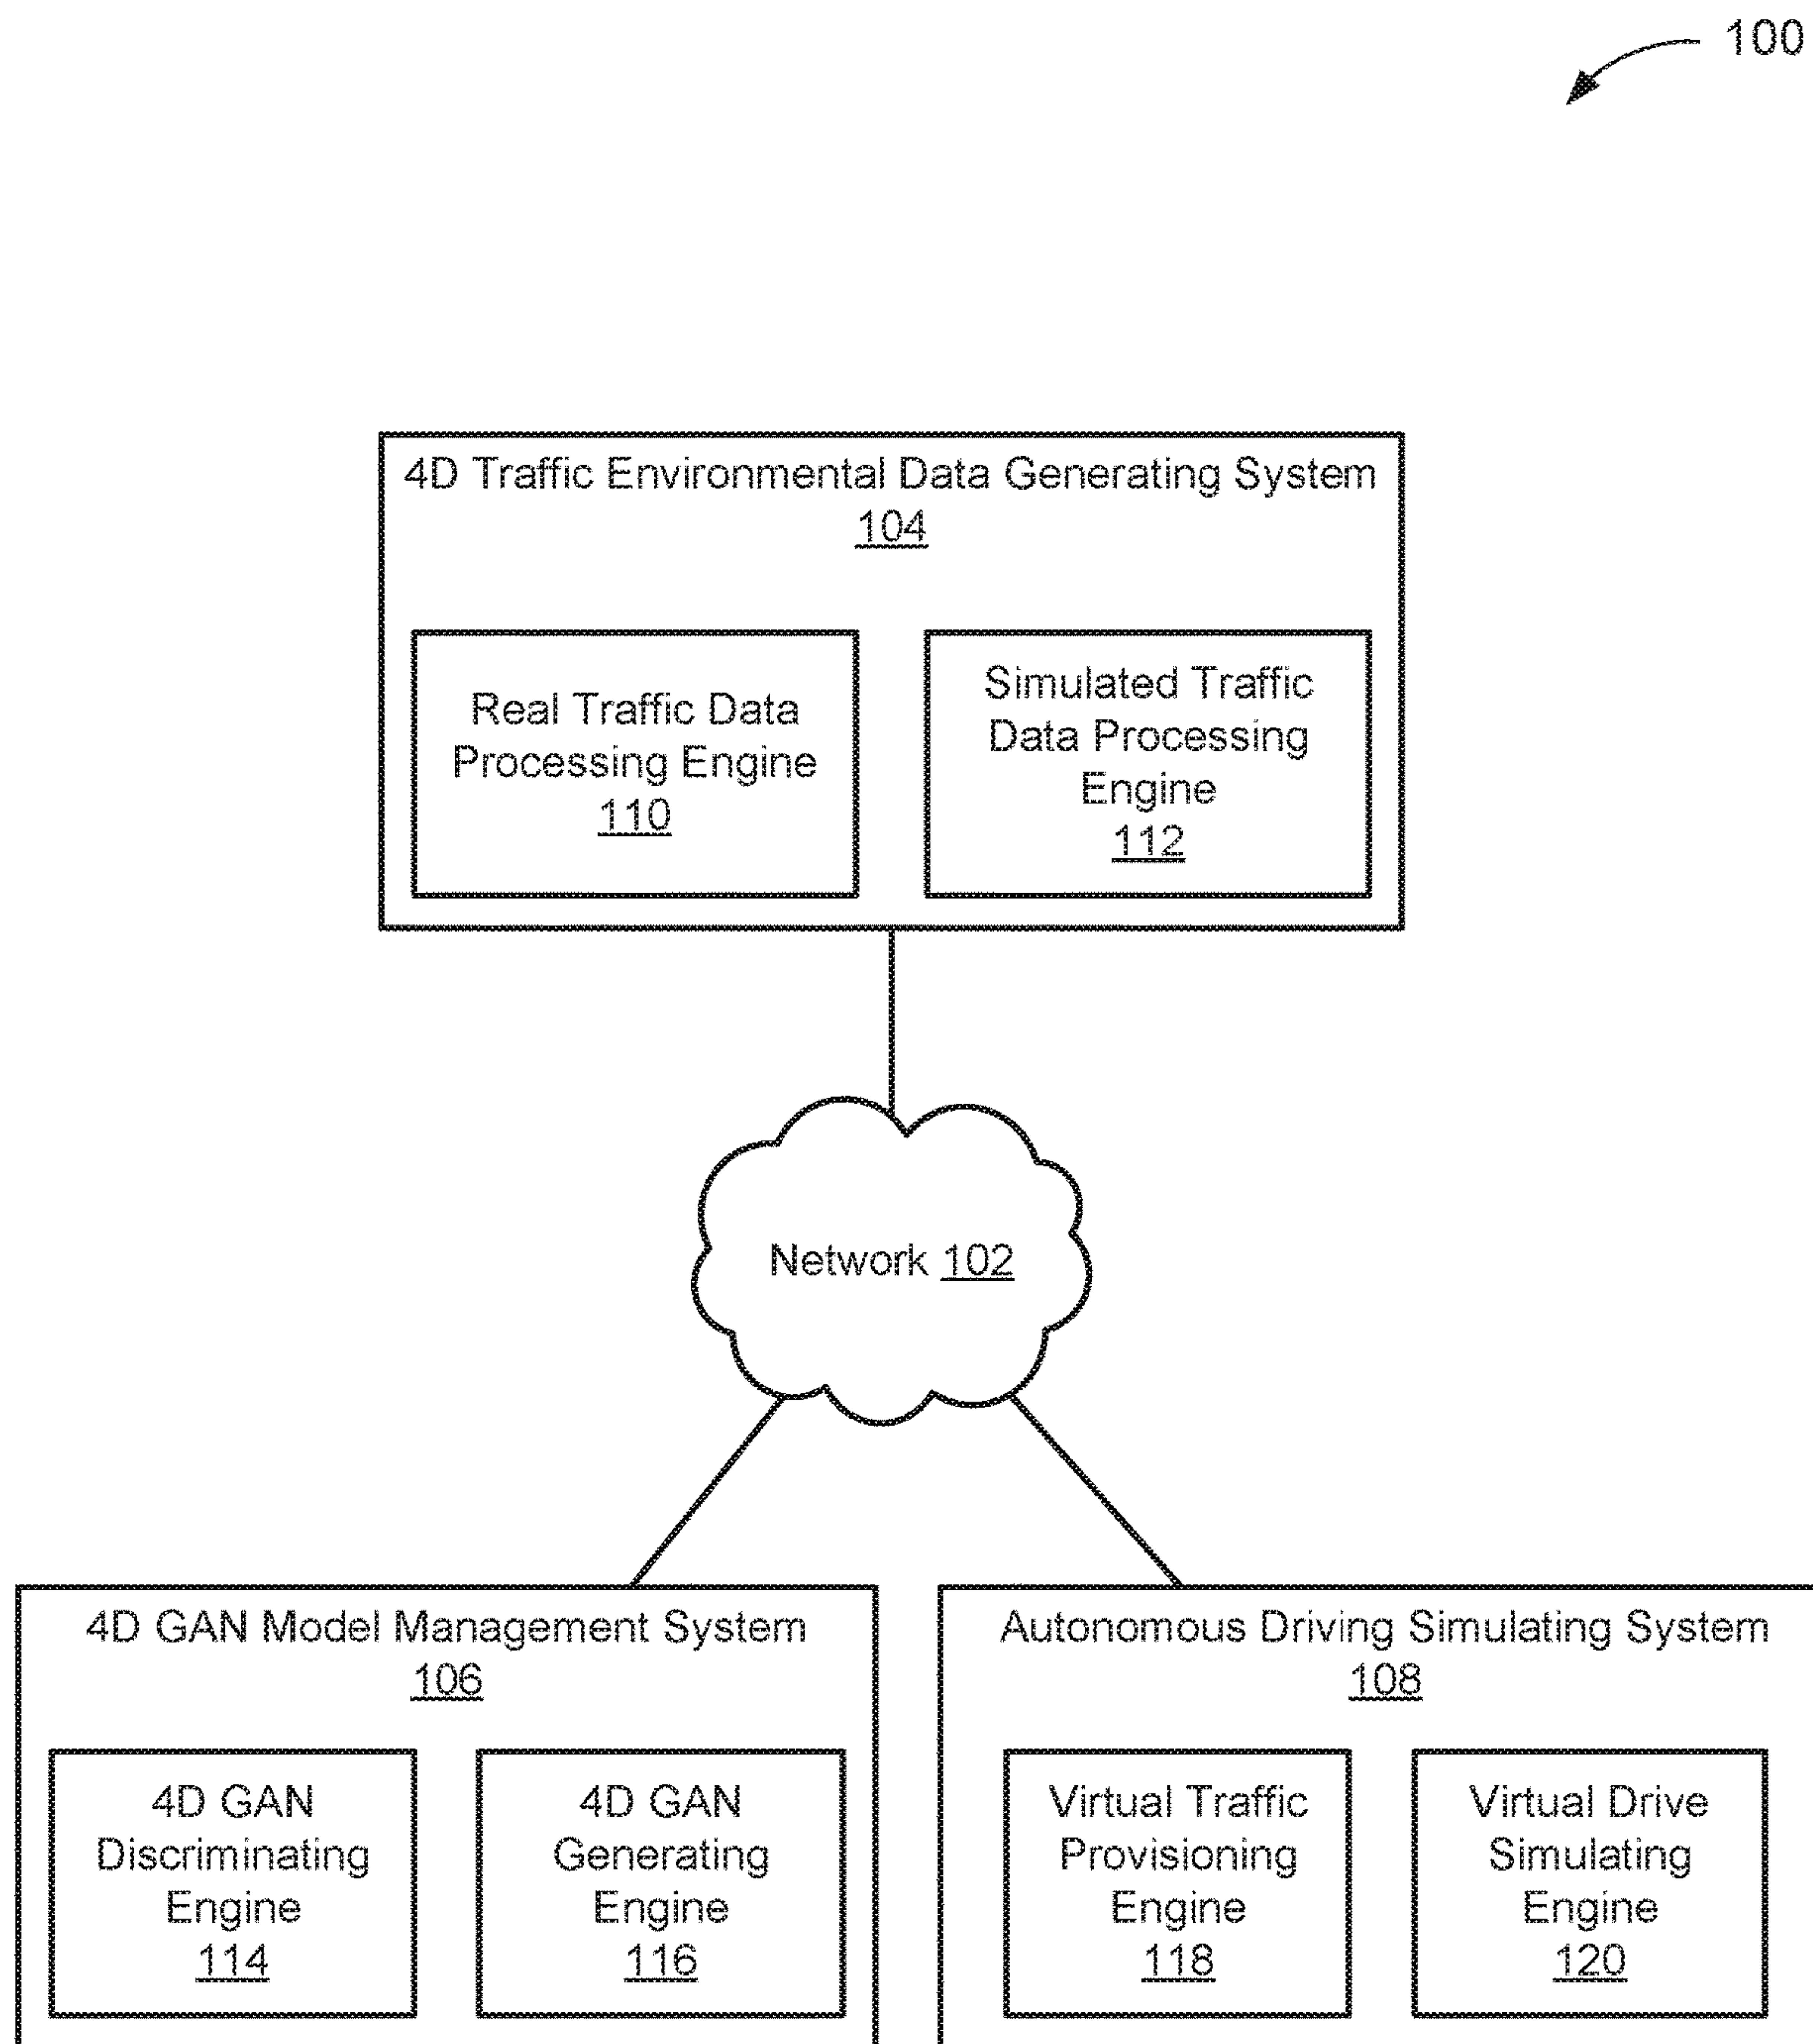 100
4D Traffic Environmental Data Generating System
104
Real Traffic Data
Processing Engine
110
Simulated Traffic
Data Processing
Engine
112
Network 102
4D GAN Model Management System
106
4D GAN
Discriminating
Engine
114
4D GAN
Generating
Engine
116
Autonomous Driving Simulating System
108
Virtual Traffic
Provisioning
Engine
118
Virtual Drive
Simulating
Engine
120